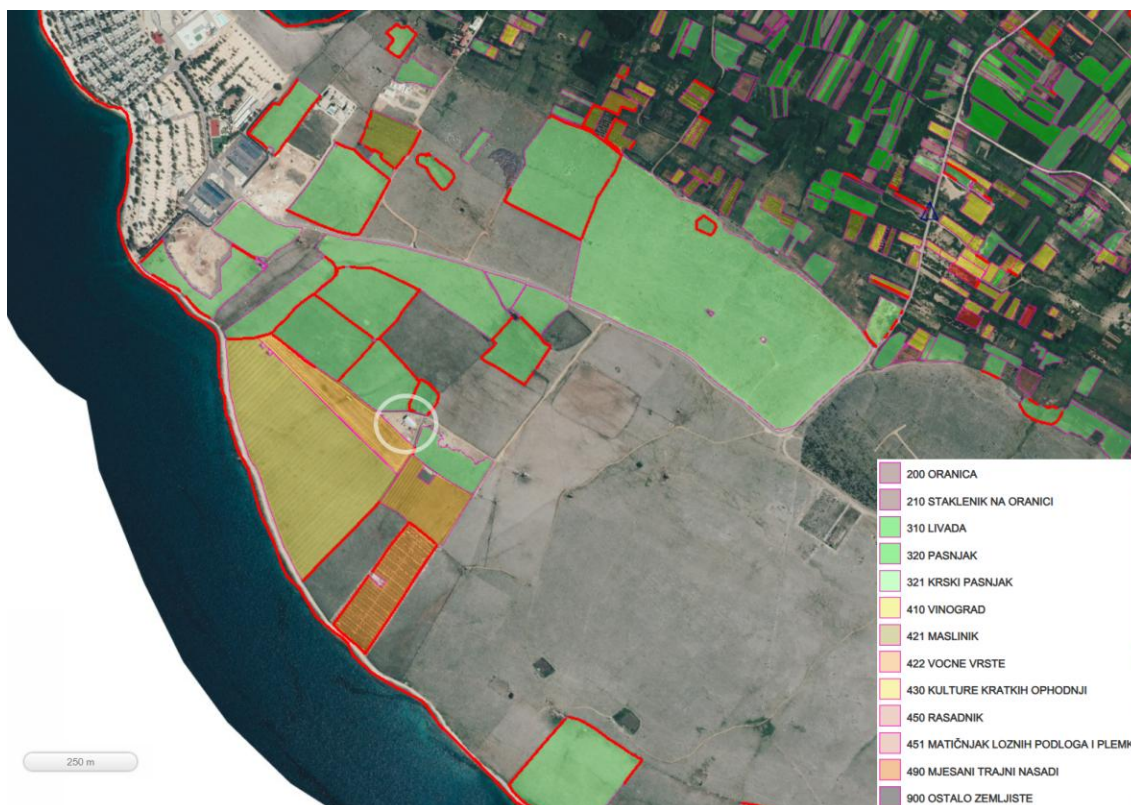 200 ORANICA
210 STAKLENIK NA ORANICI
310 LIVADA
320 PASNJAK
321 KRSKI PASNJAK
410 VINOGRAD
421 MASLINIK
422 VOCNE VRSTE
430 KULTURE KRATKIH OPHODNJI
450 RASADNIK
451 MATIČNJAK LOZNIH PODLOGA I PLEMK
490 MJESANI TRAJNI NASADI
900 OSTALO ZEMLJISTE
250 m